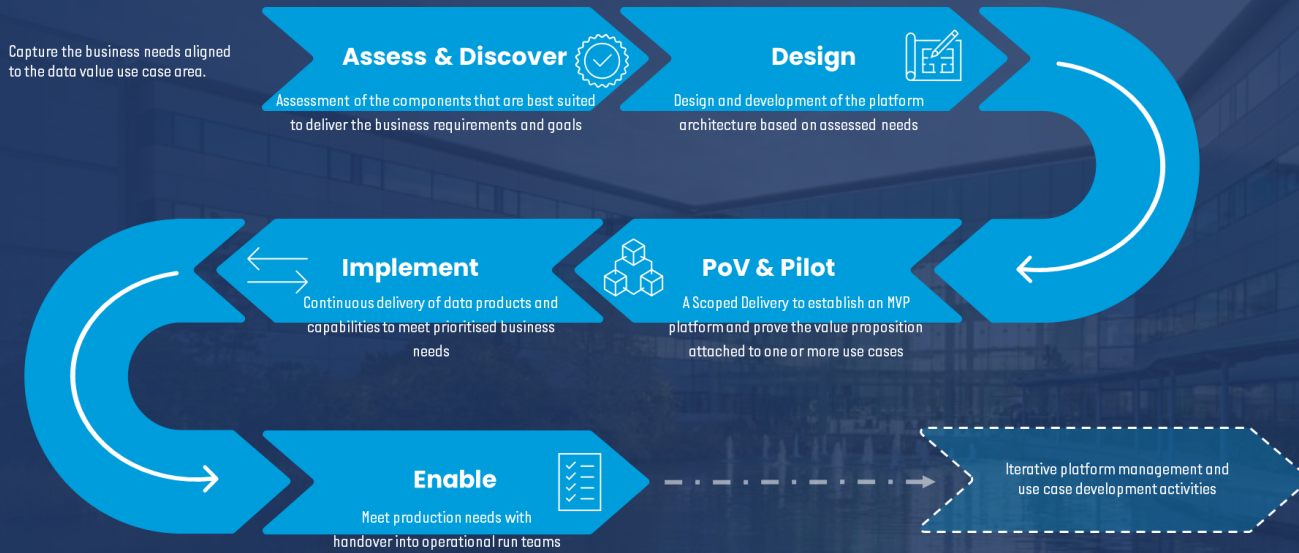 Capture the business needs aligned
to the data value use case area.
Assess & Discover
Assessment of the components that are best suited
to deliver the business requirements and goals
Design
Design and development of the platform
architecture based on assessed needs
PoV & Pilot
A Scoped Delivery to establish an MVP
platform and prove the value proposition
attached to one or more use cases
Implement
Continuous delivery of data products and
capabilities to meet prioritised business
needs
Enable
Meet production needs with
handover into operational run teams
Iterative platform management and
use case development activities